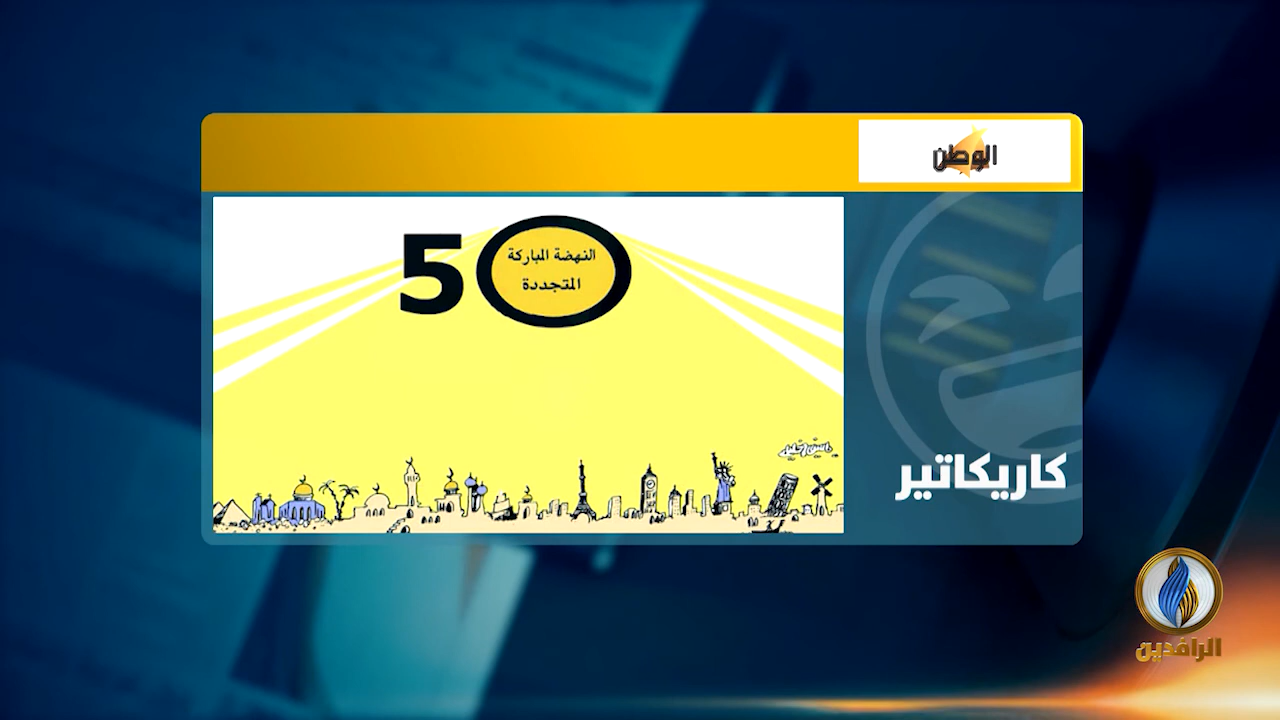 الوطن
50
النهضة المباركة
المتجددة
كاريكاتير
الرافدين